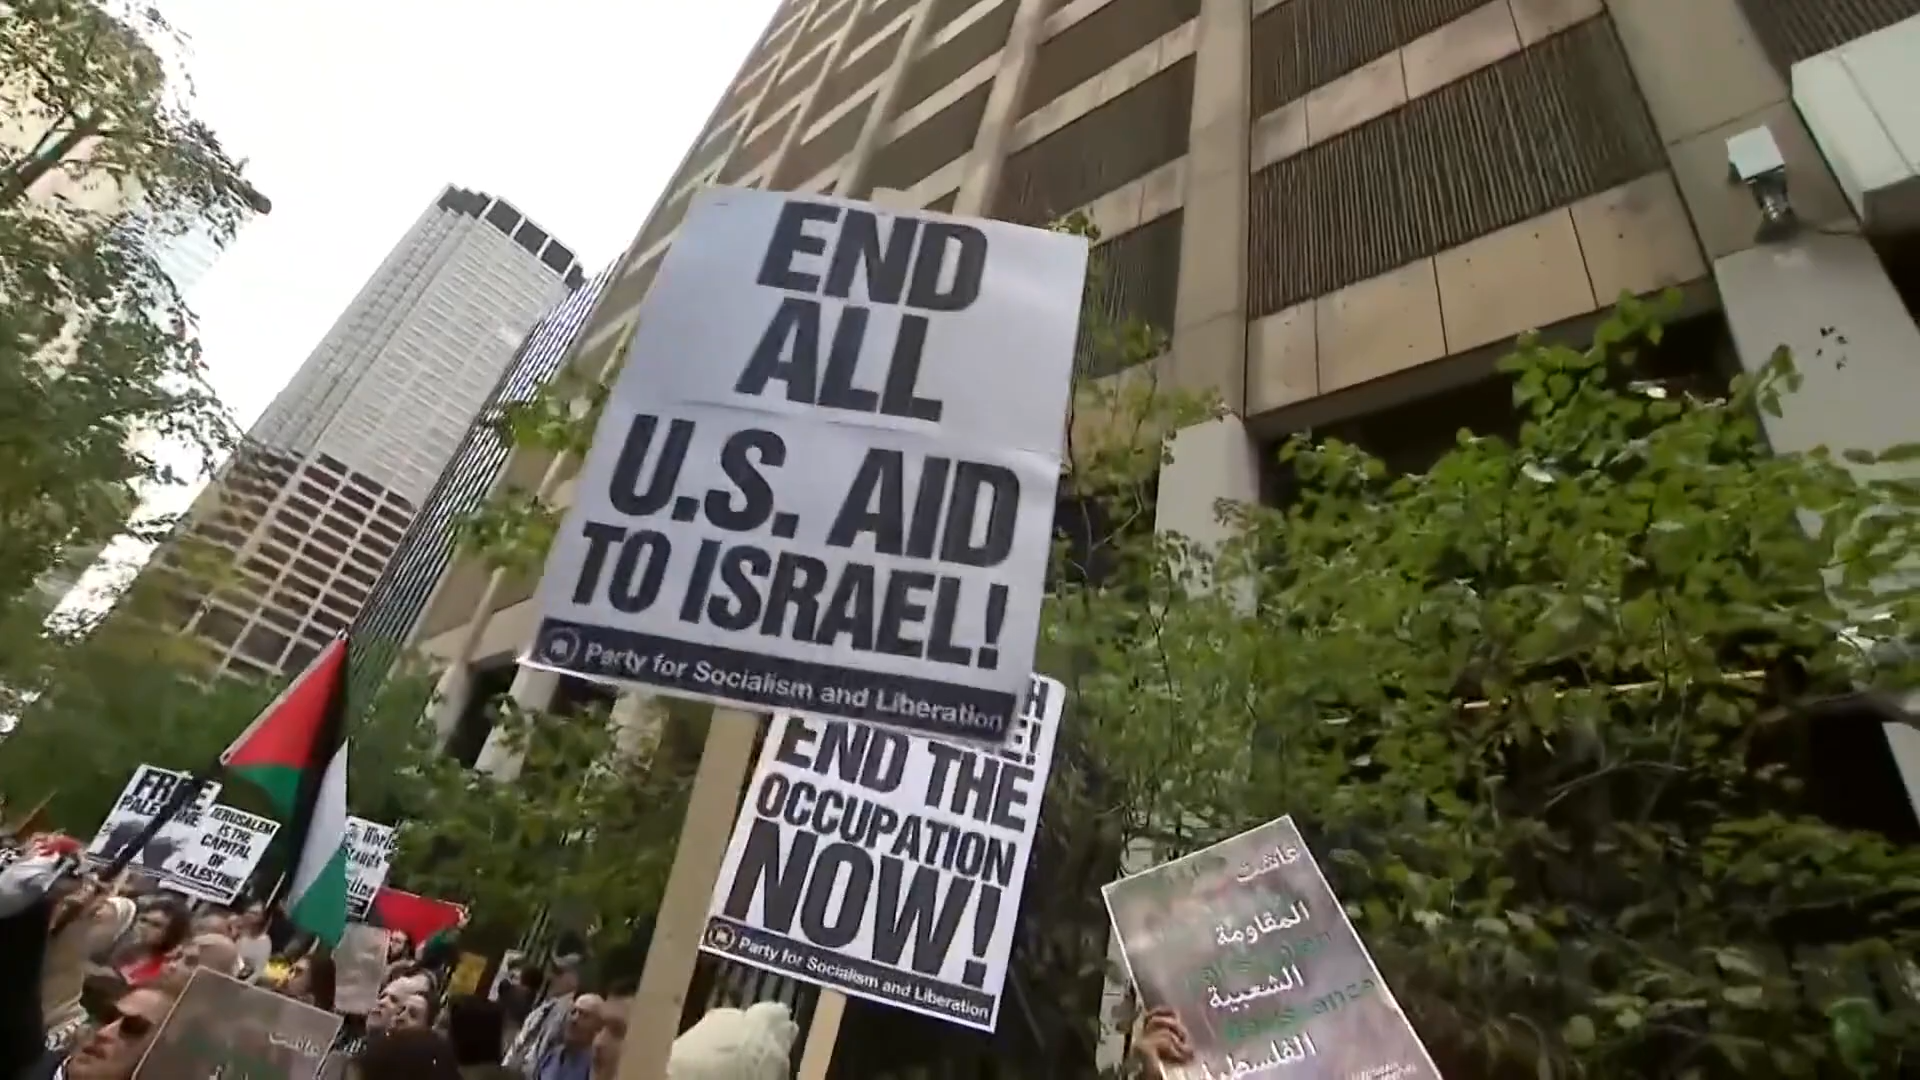 END
ALL
U.S. AID
TO ISRAEL!
Party for Socialism and Liberation
END THE
OCCUPATION
NOW!
Party for Socialism and Liberation
FREE
PALESTINE
JERUSALEM
IS THE
CAPITAL
OF
PALESTINE
عاشت
المقاومة
الشعبية